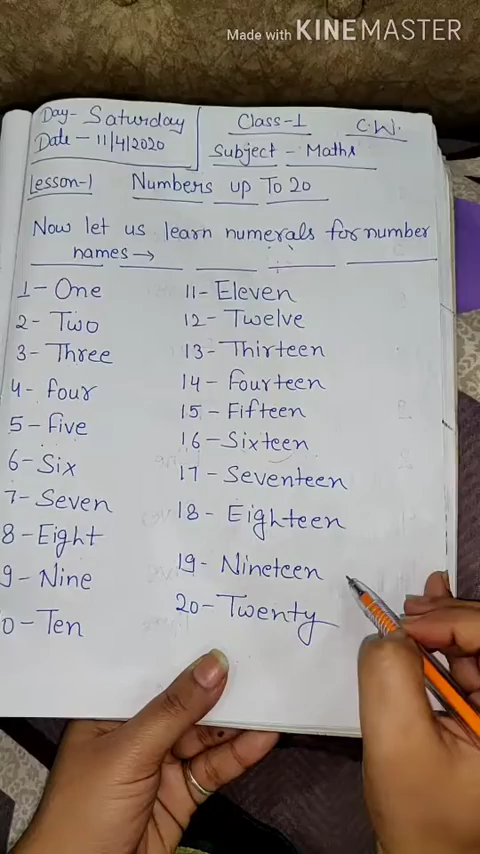 Made with KINEMASTER
Day- Saturday
Date - 11/4/2020
Class-1
C.W.
Subject - Maths
Lesson-1 Numbers up To 20
Now let us learn numerals for number
names→
1- One
2- Two
3- Three
4- four
5- five
6- Six
7- Seven
8- Eight
9- Nine
0- Ten
11- Eleven
12- Twelve
13- Thirteen
14- Fourteen
15- Fifteen
16- Sixteen
17- Seventeen
18- Eighteen
19- Nineteen
20- Twenty